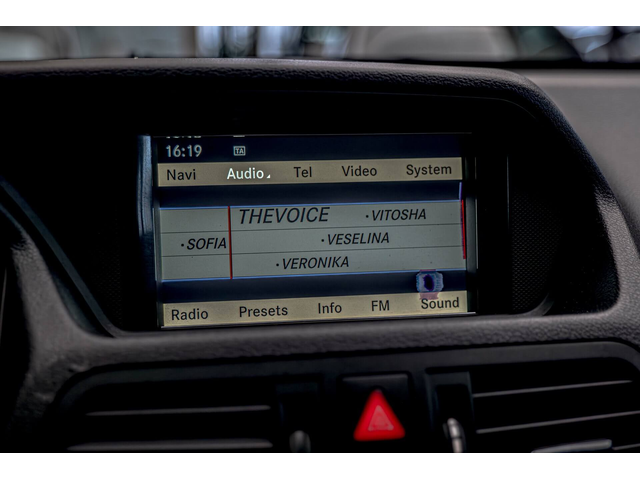 16:19 TA
Navi Audio Tel Video System
THEVOICE •VITOSHA
•SOFIA •VESELINA
•VERONIKA
Radio Presets Info FM Sound